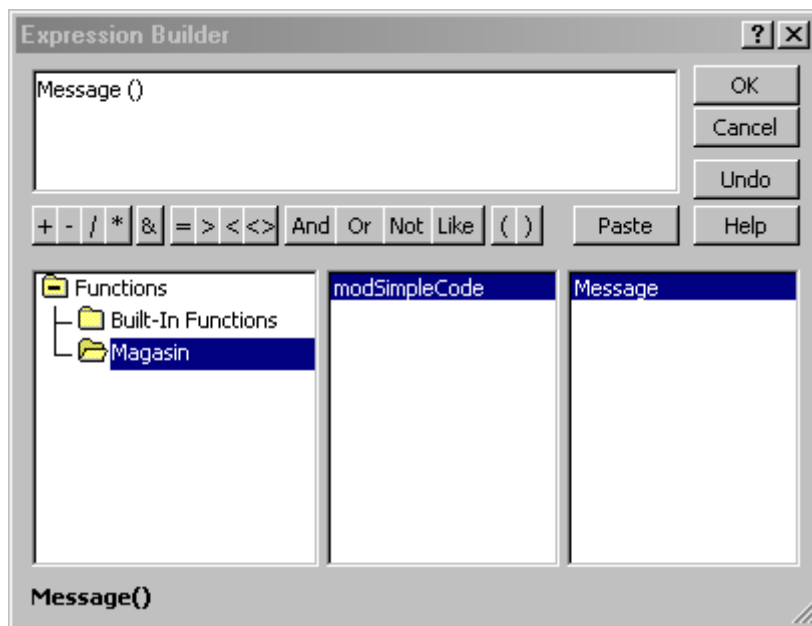 Expression Builder
? ×
Message ()
OK
Cancel
Undo
+ - / * & = > < <> And Or Not Like ( ) Paste Help
Functions
Built-In Functions
Magasin
modSimpleCode
Message
Message()